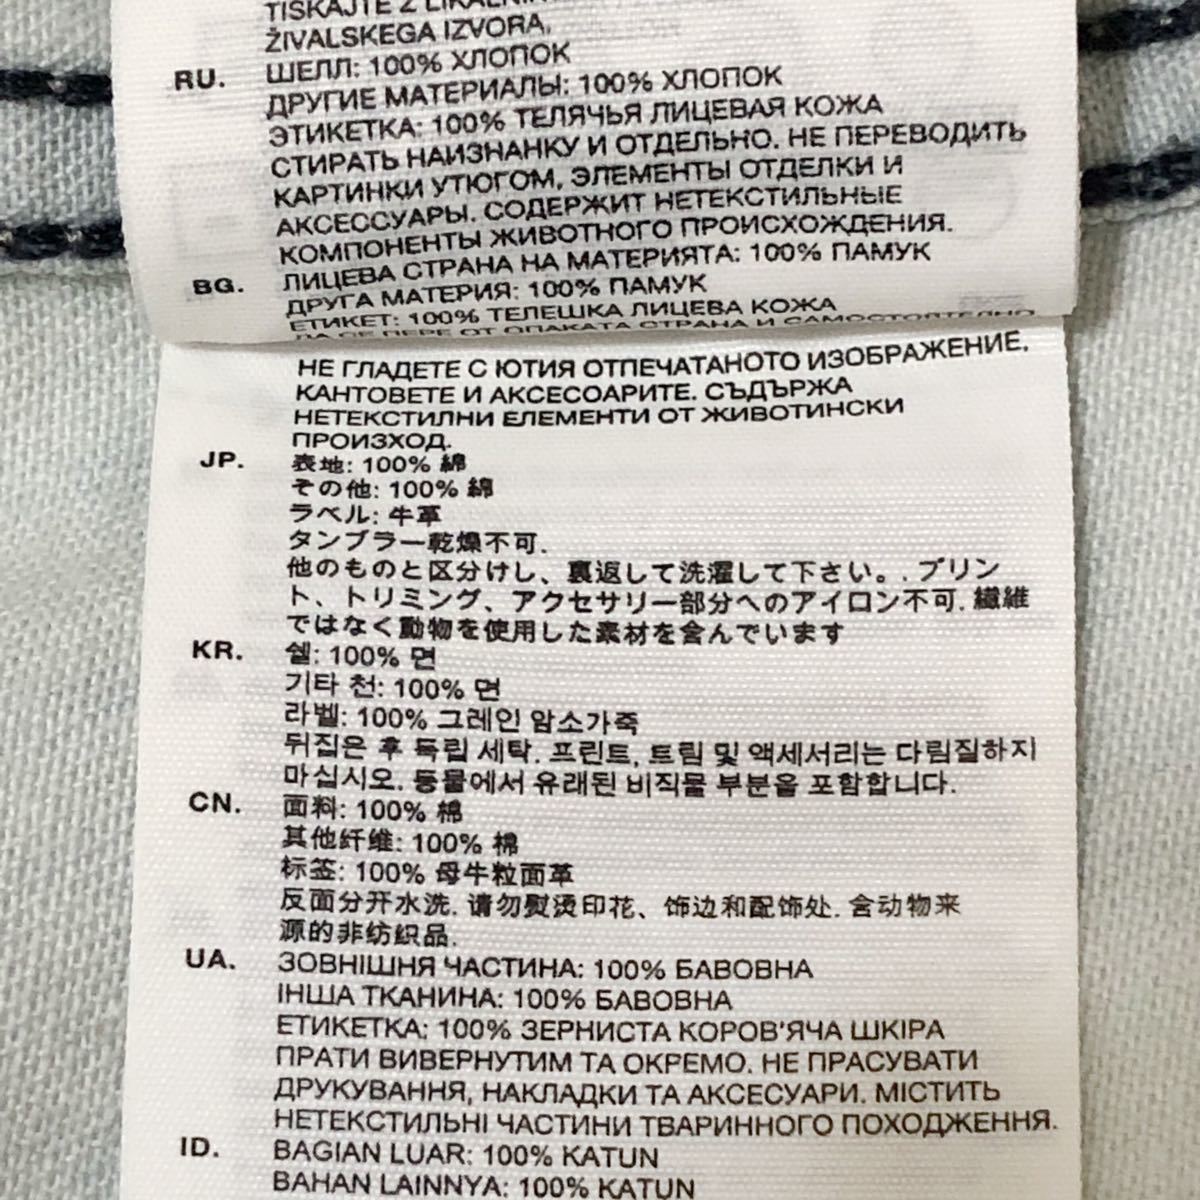 TISKAJTE Z LIKALNIK
ŽIVALSKEGA IZVORA,
RU. ШЕЛЛ: 100% ХЛОПОК
ДРУГИЕ МАТЕРИАЛЫ: 100% ХЛОПОК
ЭТИКЕТКА: 100% ТЕЛЯЧЬЯ ЛИЦЕВАЯ КОЖА
СТИРАТЬ НАИЗНАНКУ И ОТДЕЛЬНО. НЕ ПЕРЕВОДИТЬ
КАРТИНКИ УТЮГОМ, ЭЛЕМЕНТЫ ОТДЕЛКИ И
АКСЕССУАРЫ. СОДЕРЖИТ НЕТЕКСТИЛЬНЫЕ
КОМПОНЕНТЫ ЖИВОТНОГО ПРОИСХОЖДЕНИЯ.
BG. ЛИЦЕВА СТРАНА НА МАТЕРИЯТА: 100% ПАМУК
ДРУГА МАТЕРИЯ: 100% ПАМУК
ЕТИКЕТ: 100% ТЕЛЕШКА ЛИЦЕВА КОЖА
ДА СЕ ПЕРЕ ОТ ОПАКАТА СТРАНА И САМОСТОЯТЕЛНО
НЕ ГЛАДЕТЕ С ЮТИЯ ОТПЕЧАТАНОТО ИЗОБРАЖЕНИЕ,
КАНТОВЕТЕ И АКСЕСОАРИТЕ. СЪДЪРЖА
НЕТЕКСТИЛНИ ЕЛЕМЕНТИ ОТ ЖИВОТИНСКИ
ПРОИЗХОД.
JP. 表地: 100% 綿
その他: 100% 綿
ラベル: 牛革
タンブラー乾燥不可.
他のものと区分けし、裏返して洗濯して下さい。. プリン
ト、トリミング、アクセサリー部分へのアイロン不可. 繊維
ではなく動物を使用した素材を含んでいます
KR. 쉘: 100% 면
기타 천: 100% 면
라벨: 100% 그레인 암소가죽
뒤집은 후 독립 세탁. 프린트, 트림 및 액세서리는 다림질하지
마십시오. 동물에서 유래된 비직물 부분을 포함합니다.
CN. 面料: 100% 棉
其他纤维: 100% 棉
标签: 100% 母牛粒面革
反面分开水洗. 请勿熨烫印花、饰边和配饰处. 含动物来
源的非纺织品.
UA. ЗОВНІШНЯ ЧАСТИНА: 100% БАВОВНА
ІНША ТКАНИНА: 100% БАВОВНА
ЕТИКЕТКА: 100% ЗЕРНИСТА КОРОВ'ЯЧА ШКІРА
ПРАТИ ВИВЕРНУТИМ ТА ОКРЕМО. НЕ ПРАСУВАТИ
ДРУКУВАННЯ, НАКЛАДКИ ТА АКСЕСУАРИ. МІСТИТЬ
НЕТЕКСТИЛЬНІ ЧАСТИНИ ТВАРИННОГО ПОХОДЖЕННЯ.
ID. BAGIAN LUAR: 100% KATUN
BAHAN LAINNYA: 100% KATUN